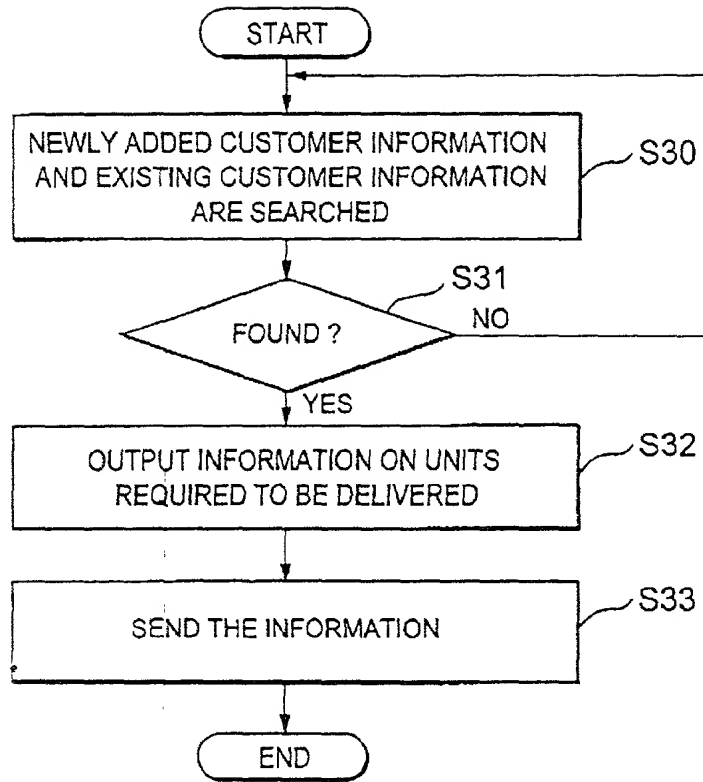 START
NEWLY ADDED CUSTOMER INFORMATION
AND EXISTING CUSTOMER INFORMATION
ARE SEARCHED
S30
S31
FOUND ?
NO
YES
OUTPUT INFORMATION ON UNITS
REQUIRED TO BE DELIVERED
S32
SEND THE INFORMATION
S33
END